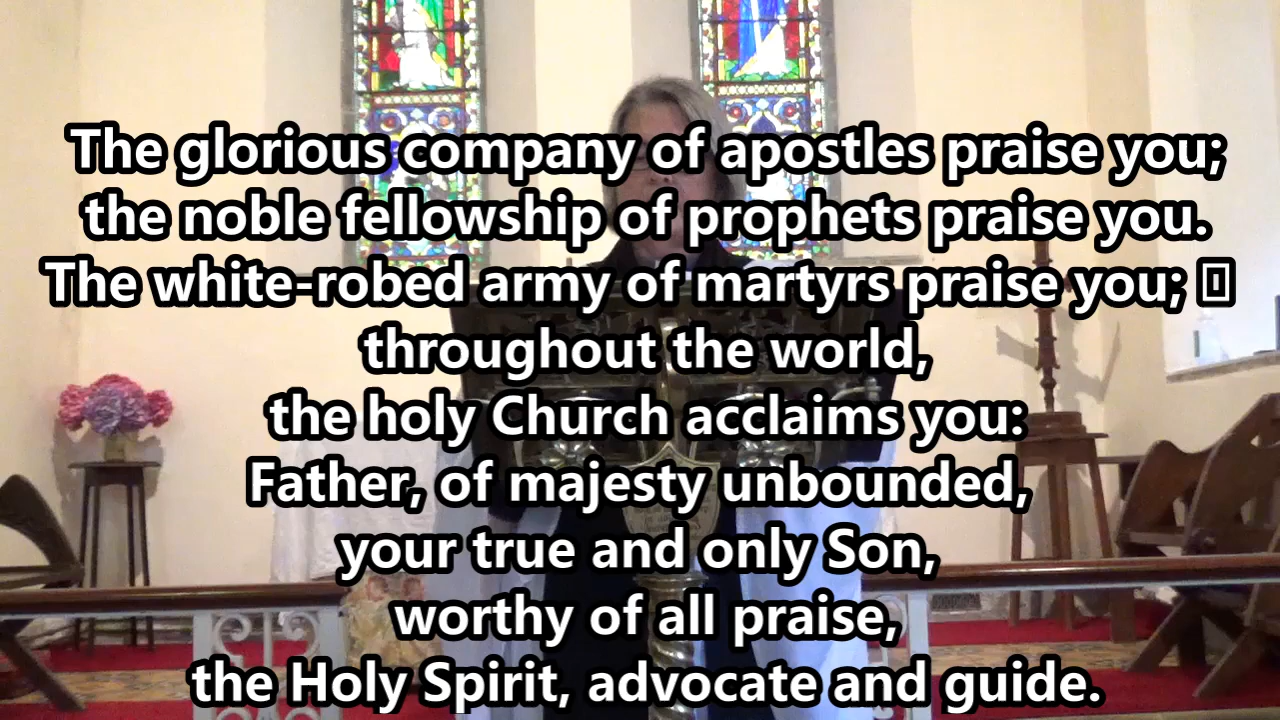 The glorious company of apostles praise you;
the noble fellowship of prophets praise you.
The white-robed army of martyrs praise you; 
throughout the world,
the holy Church acclaims you:
Father, of majesty unbounded,
your true and only Son,
worthy of all praise,
the Holy Spirit, advocate and guide.